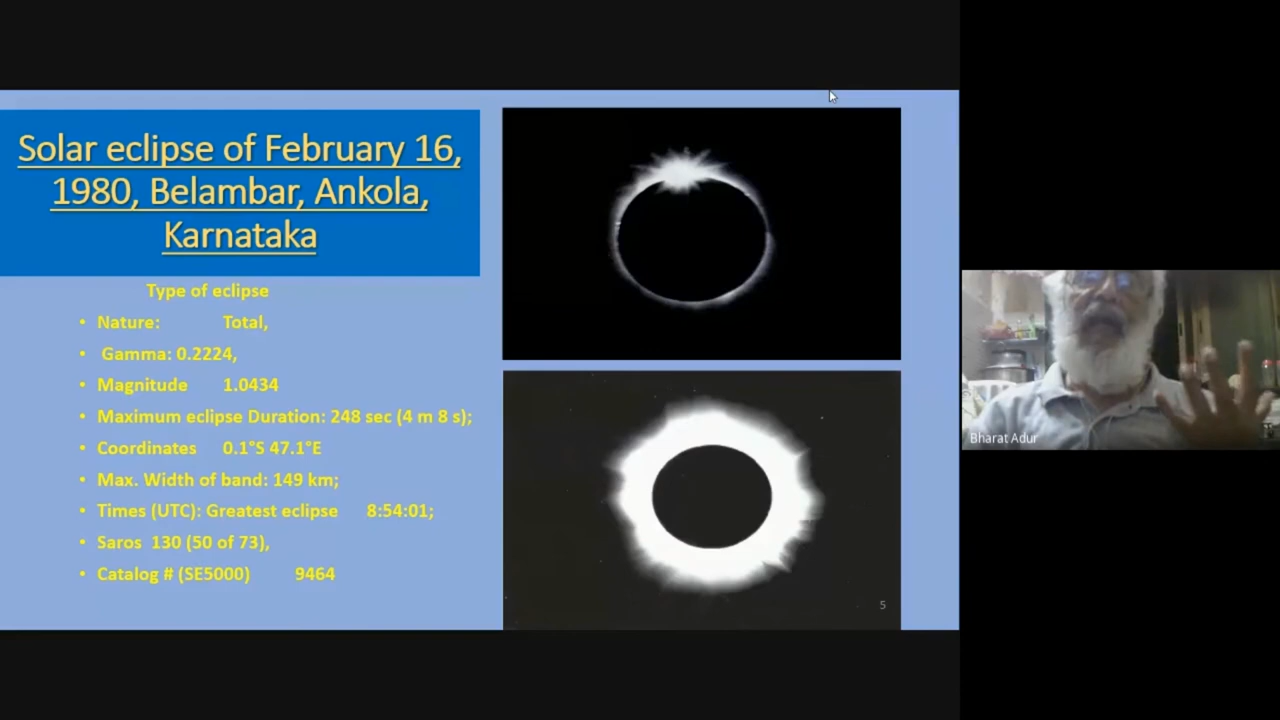 Solar eclipse of February 16,
1980, Belambar, Ankola,
Karnataka
Type of eclipse
• Nature: Total,
• Gamma: 0.2224,
• Magnitude 1.0434
• Maximum eclipse Duration: 248 sec (4 m 8 s);
• Coordinates 0.1°S 47.1°E
• Max. Width of band: 149 km;
• Times (UTC): Greatest eclipse 8:54:01;
• Saros 130 (50 of 73),
• Catalog # (SE5000) 9464
5
Bharat Adur